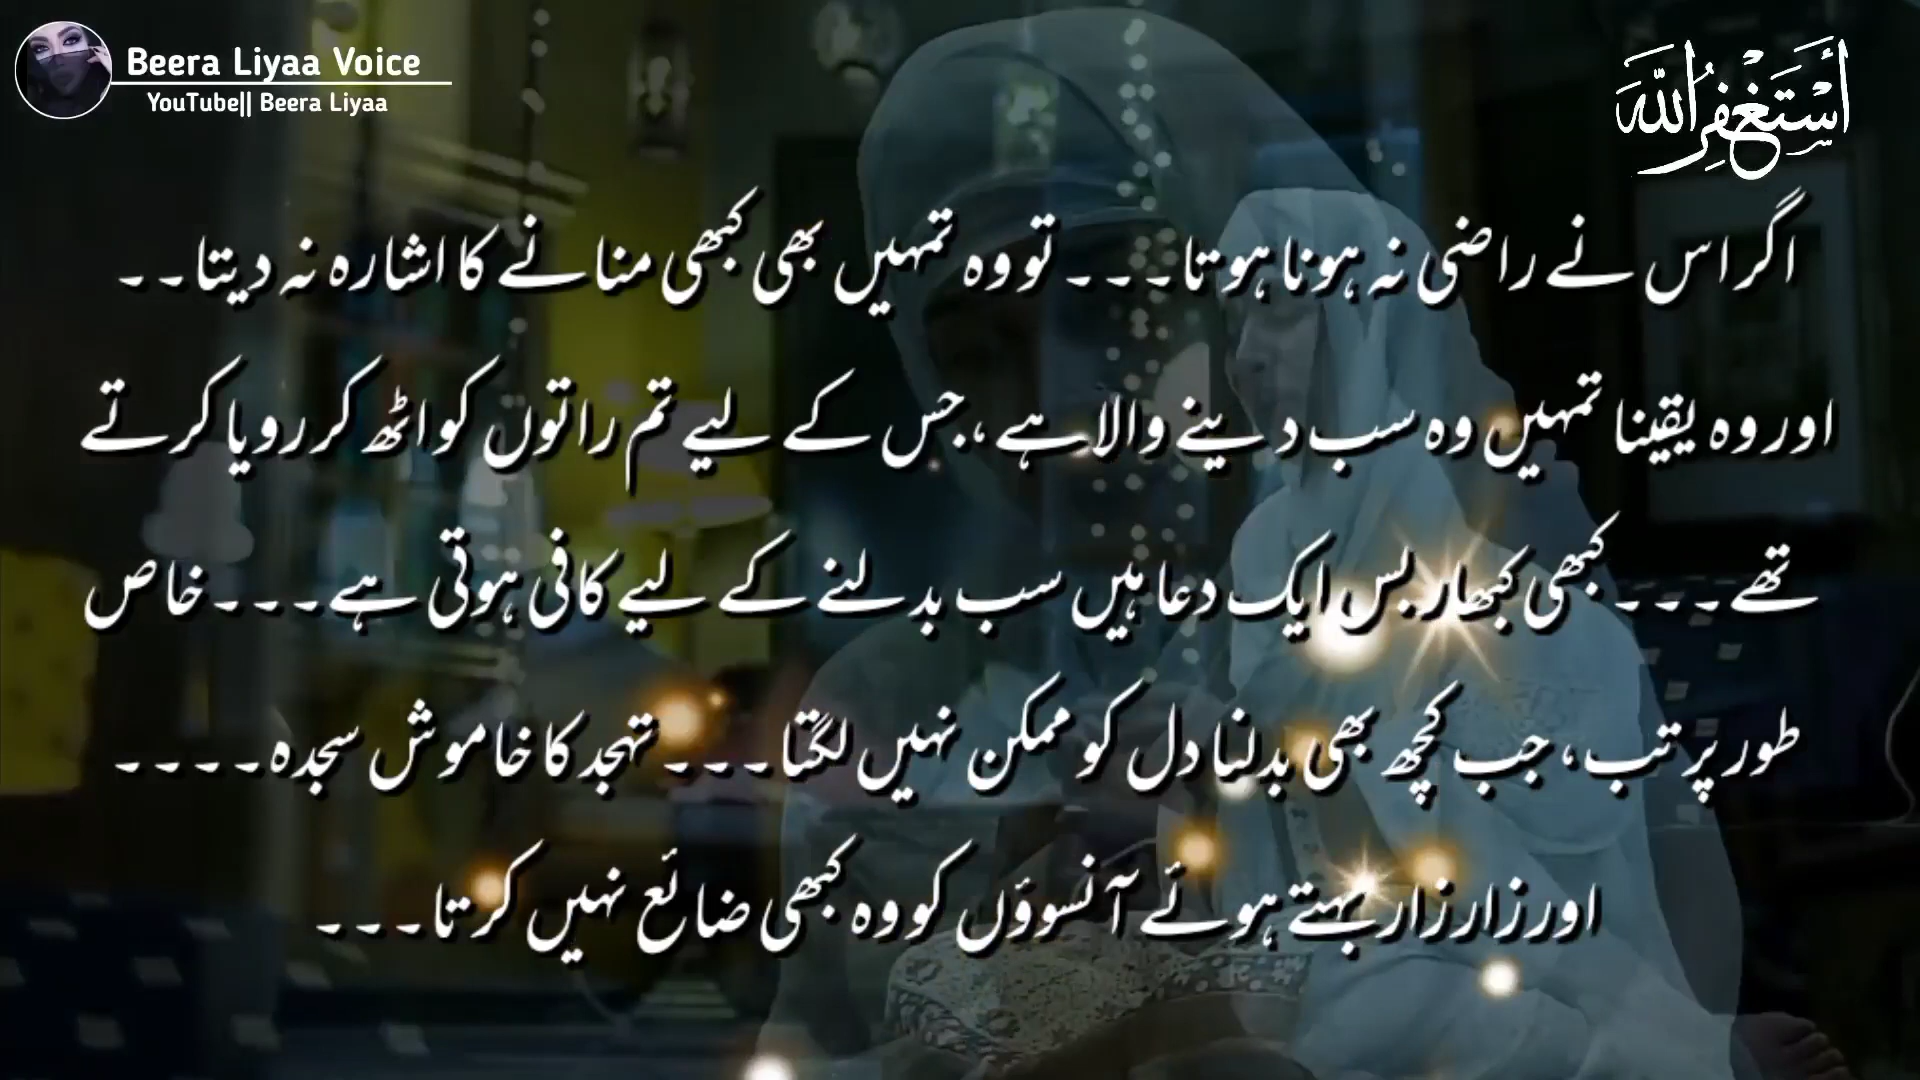 Beera Liyaa Voice
YouTube|| Beera Liyaa
أَسْتَغْفِرُ اللّٰه
اگر اس نے راضی نہ ہونا ہوتا۔۔۔ تو وہ تمہیں بھی کبھی منانے کا اشارہ نہ دیتا۔۔
اور وہ یقینا تمہیں وہ سب دینے والا ہے، جس کے لیے تم راتوں کو اٹھ کر رویا کرتے
تھے۔۔۔ کبھی کبھار بس ایک دعا ہیں سب بدلنے کے لیے کافی ہوتی ہے۔۔۔ خاص
طور پر تب، جب کچھ بھی بدلنا دل کو ممکن نہیں لگتا۔۔۔ تہجد کا خاموش سجدہ۔۔۔۔
اور زار زار بہتے ہوئے آنسوؤں کو وہ کبھی ضائع نہیں کرتا۔۔۔